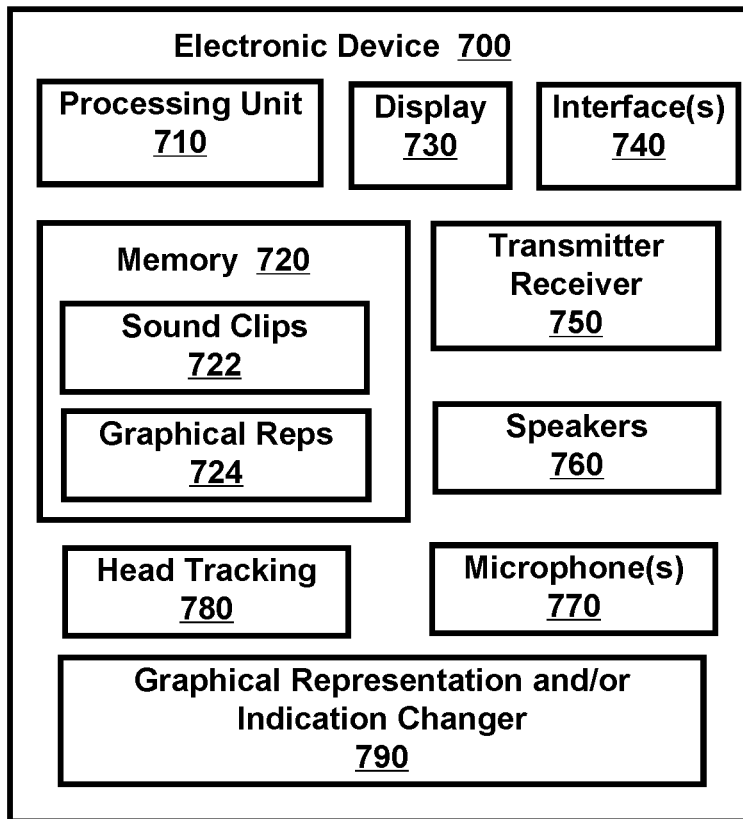 Electronic Device 700
Processing Unit
710
Display
730
Interface(s)
740
Memory 720
Sound Clips
722
Graphical Reps
724
Transmitter
Receiver
750
Speakers
760
Head Tracking
780
Microphone(s)
770
Graphical Representation and/or
Indication Changer
790